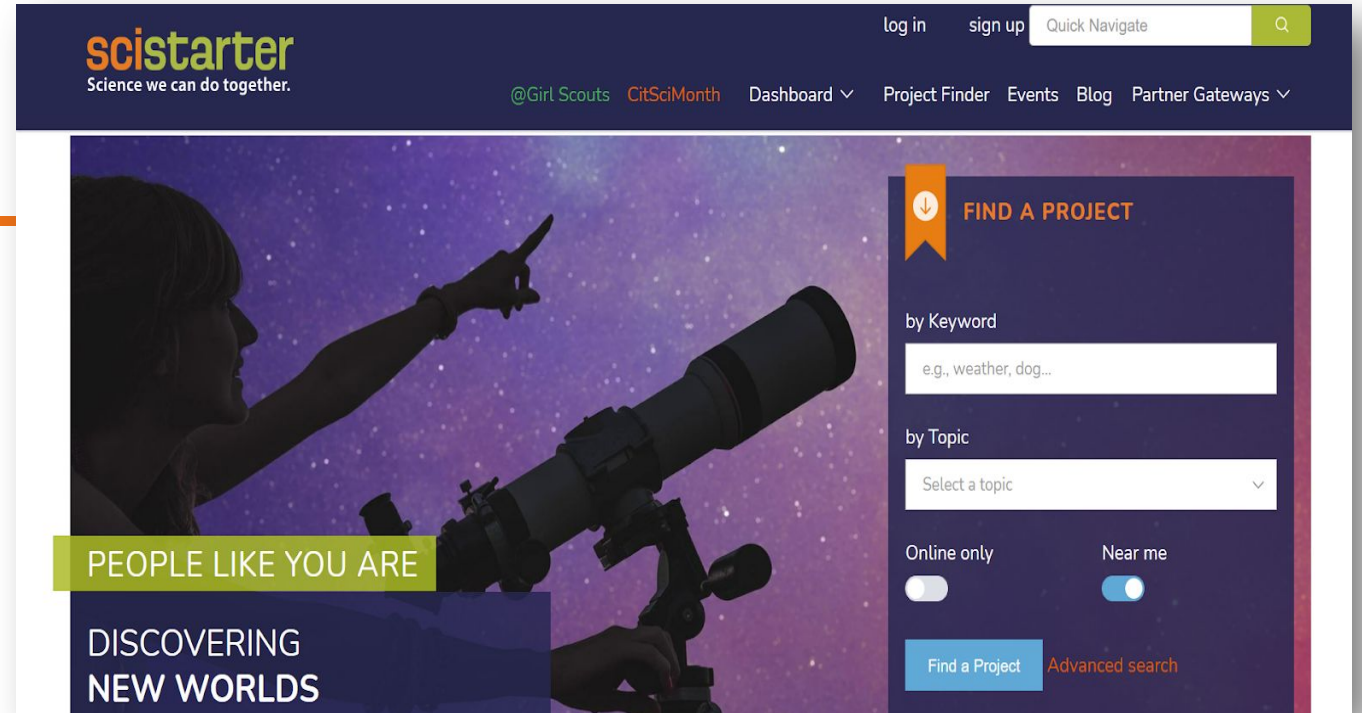 log in sign up Quick Navigate
scistarter
Science we can do together.
@Girl Scouts CitSciMonth Dashboard Project Finder Events Blog Partner Gateways
FIND A PROJECT
by Keyword
e.g., weather, dog...
by Topic
Select a topic
Online only Near me
Find a Project Advanced search
PEOPLE LIKE YOU ARE
DISCOVERING
NEW WORLDS